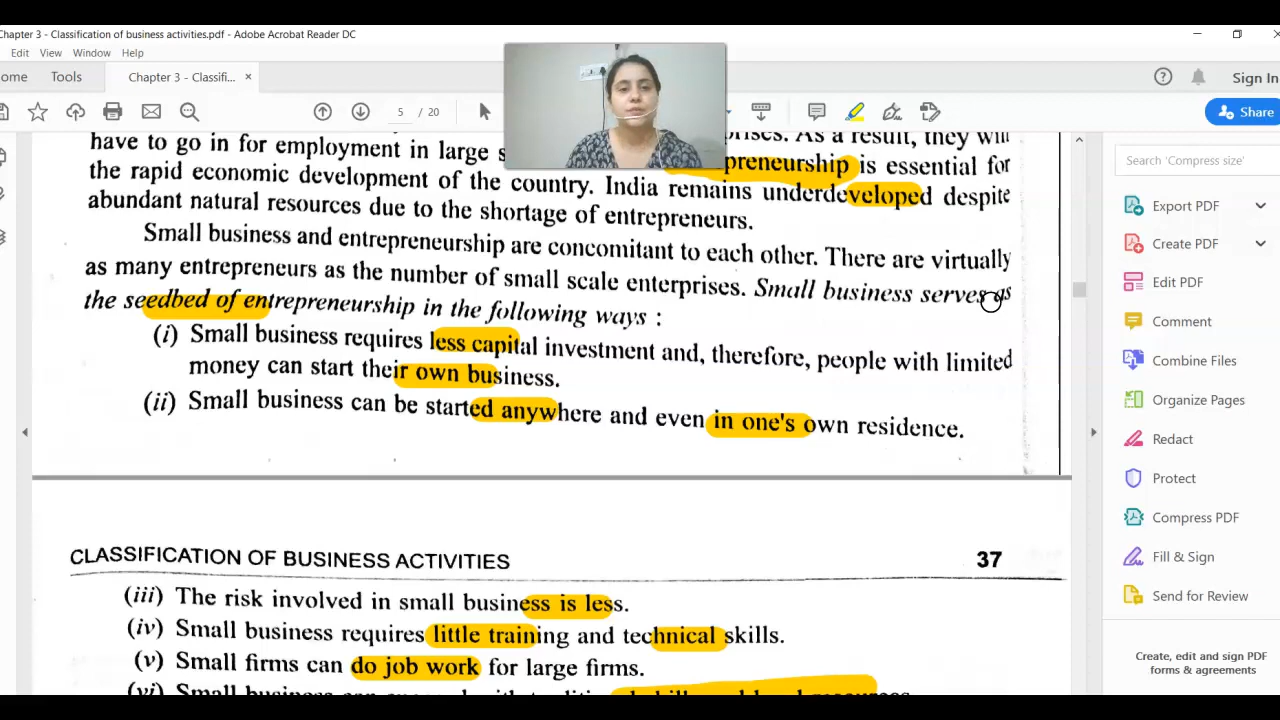 Chapter 3 - Classification of business activities.pdf - Adobe Acrobat Reader DC
Edit View Window Help
ome Tools Chapter 3 - Classifi... ×
5 / 20
Sign In
Share
have to go in for employment in large s prises. As a result, they will
preneurship is essential for
the rapid economic development of the country. India remains underdeveloped despite
abundant natural resources due to the shortage of entrepreneurs.
Small business and entrepreneurship are concomitant to each other. There are virtually
as many entrepreneurs as the number of small scale enterprises. Small business serves as
the seedbed of entrepreneurship in the following ways :
(i) Small business requires less capital investment and, therefore, people with limited
money can start their own business.
(ii) Small business can be started anywhere and even in one's own residence.
CLASSIFICATION OF BUSINESS ACTIVITIES 37
(iii) The risk involved in small business is less.
(iv) Small business requires little training and technical skills.
(v) Small firms can do job work for large firms.
Search 'Compress size'
Export PDF
Create PDF
Edit PDF
Comment
Combine Files
Organize Pages
Redact
Protect
Compress PDF
Fill & Sign
Send for Review
Create, edit and sign PDF
forms & agreements